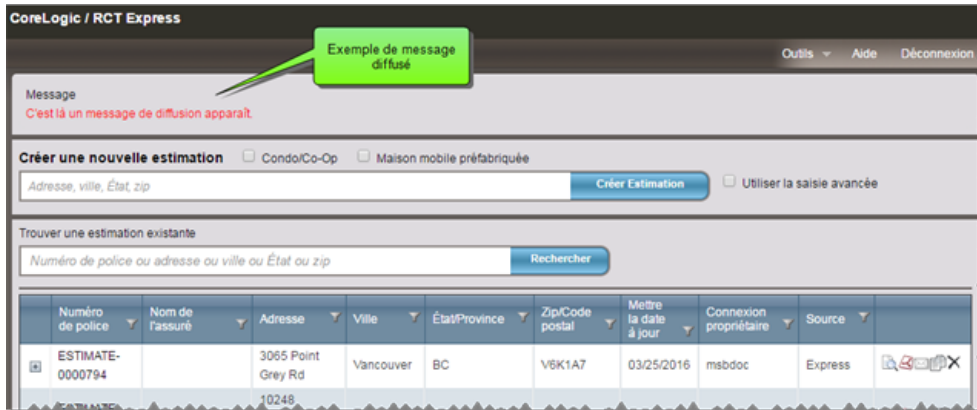 CoreLogic / RCT Express
Exemple de message
diffusé
Outils Aide Déconnexion
Message
C'est lá un message de diffusion apparaît.
Créer une nouvelle estimation Condo/Co-Op Maison mobile préfabriquée
Adresse, ville, État, zip Créer Estimation Utiliser la saisie avancée
Trouver une estimation existante
Numéro de police ou adresse ou ville ou État ou zip Rechercher
Numéro
de police
Nom de
l'assuré
Adresse
Ville
État/Province
Zip/Code
postal
Mettre
la date
á jour
Connexion
propriétaire
Source
ESTIMATE-
0000794
3065 Point
Grey Rd
Vancouver
BC
V6K1A7
03/25/2016
msbdoc
Express
10248